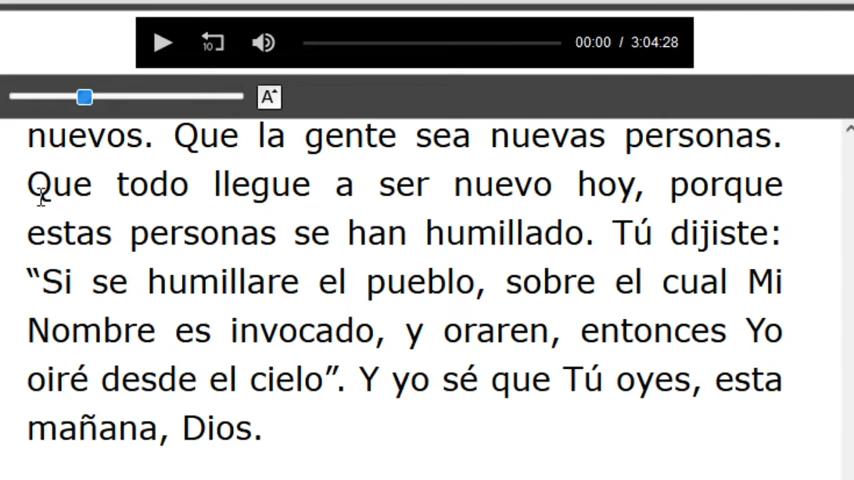 10
00:00 / 3:04:28
A
nuevos. Que la gente sea nuevas personas.
Que todo llegue a ser nuevo hoy, porque
estas personas se han humillado. Tú dijiste:
“Si se humillare el pueblo, sobre el cual Mi
Nombre es invocado, y oraren, entonces Yo
oiré desde el cielo”. Y yo sé que Tú oyes, esta
mañana, Dios.